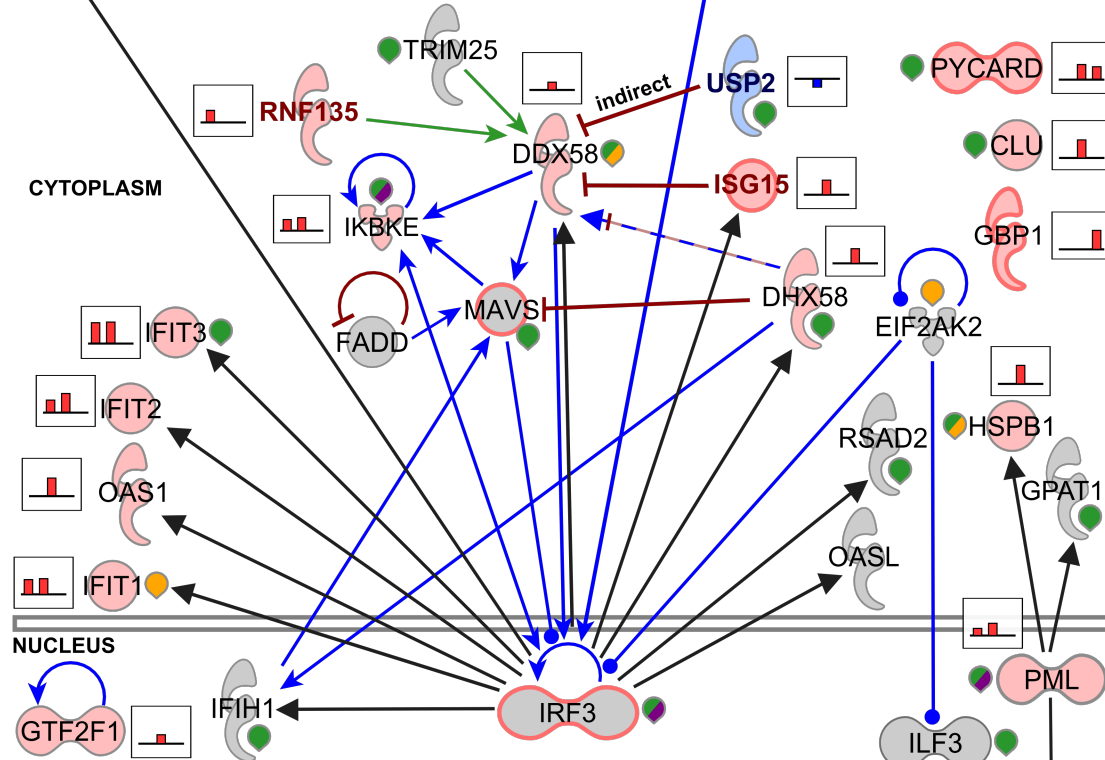 TRIM25
PYCARD
USP2
indirect
RNF135
DDX58
CLU
CYTOPLASM
ISG15
IKBKE
GBP1
DHX58
MAVS
EIF2AK2
IFIT3
FADD
IFIT2
HSPB1
RSAD2
OAS1
GPAT1
OASL
IFIT1
NUCLEUS
PML
IFIH1
IRF3
GTF2F1
ILF3